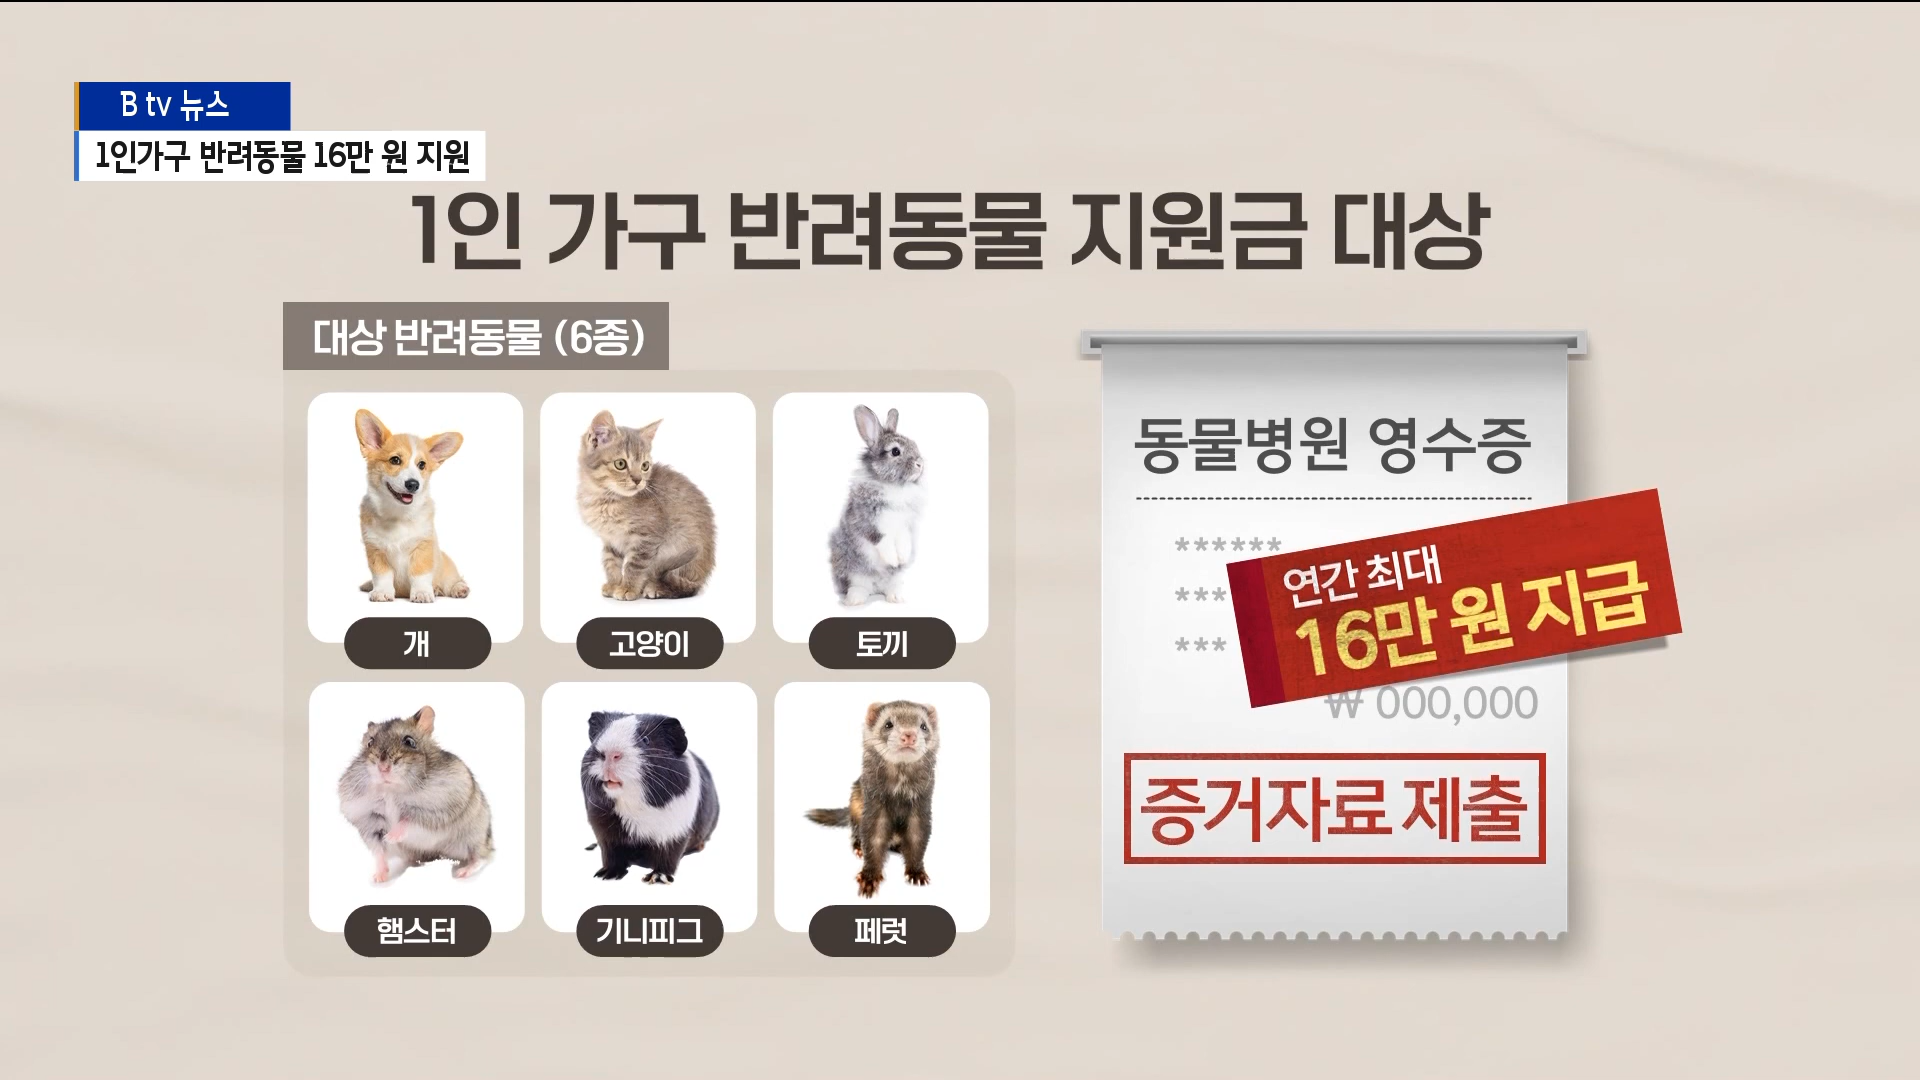 B tv 뉴스
1인가구 반려동물 16만 원 지원
1인 가구 반려동물 지원금 대상
대상 반려동물 (6종)
개
고양이
토끼
햄스터
기니피그
페럿
동물병원 영수증
******
***
***
연간 최대
16만 원 지급
₩ 000,000
증거자료 제출